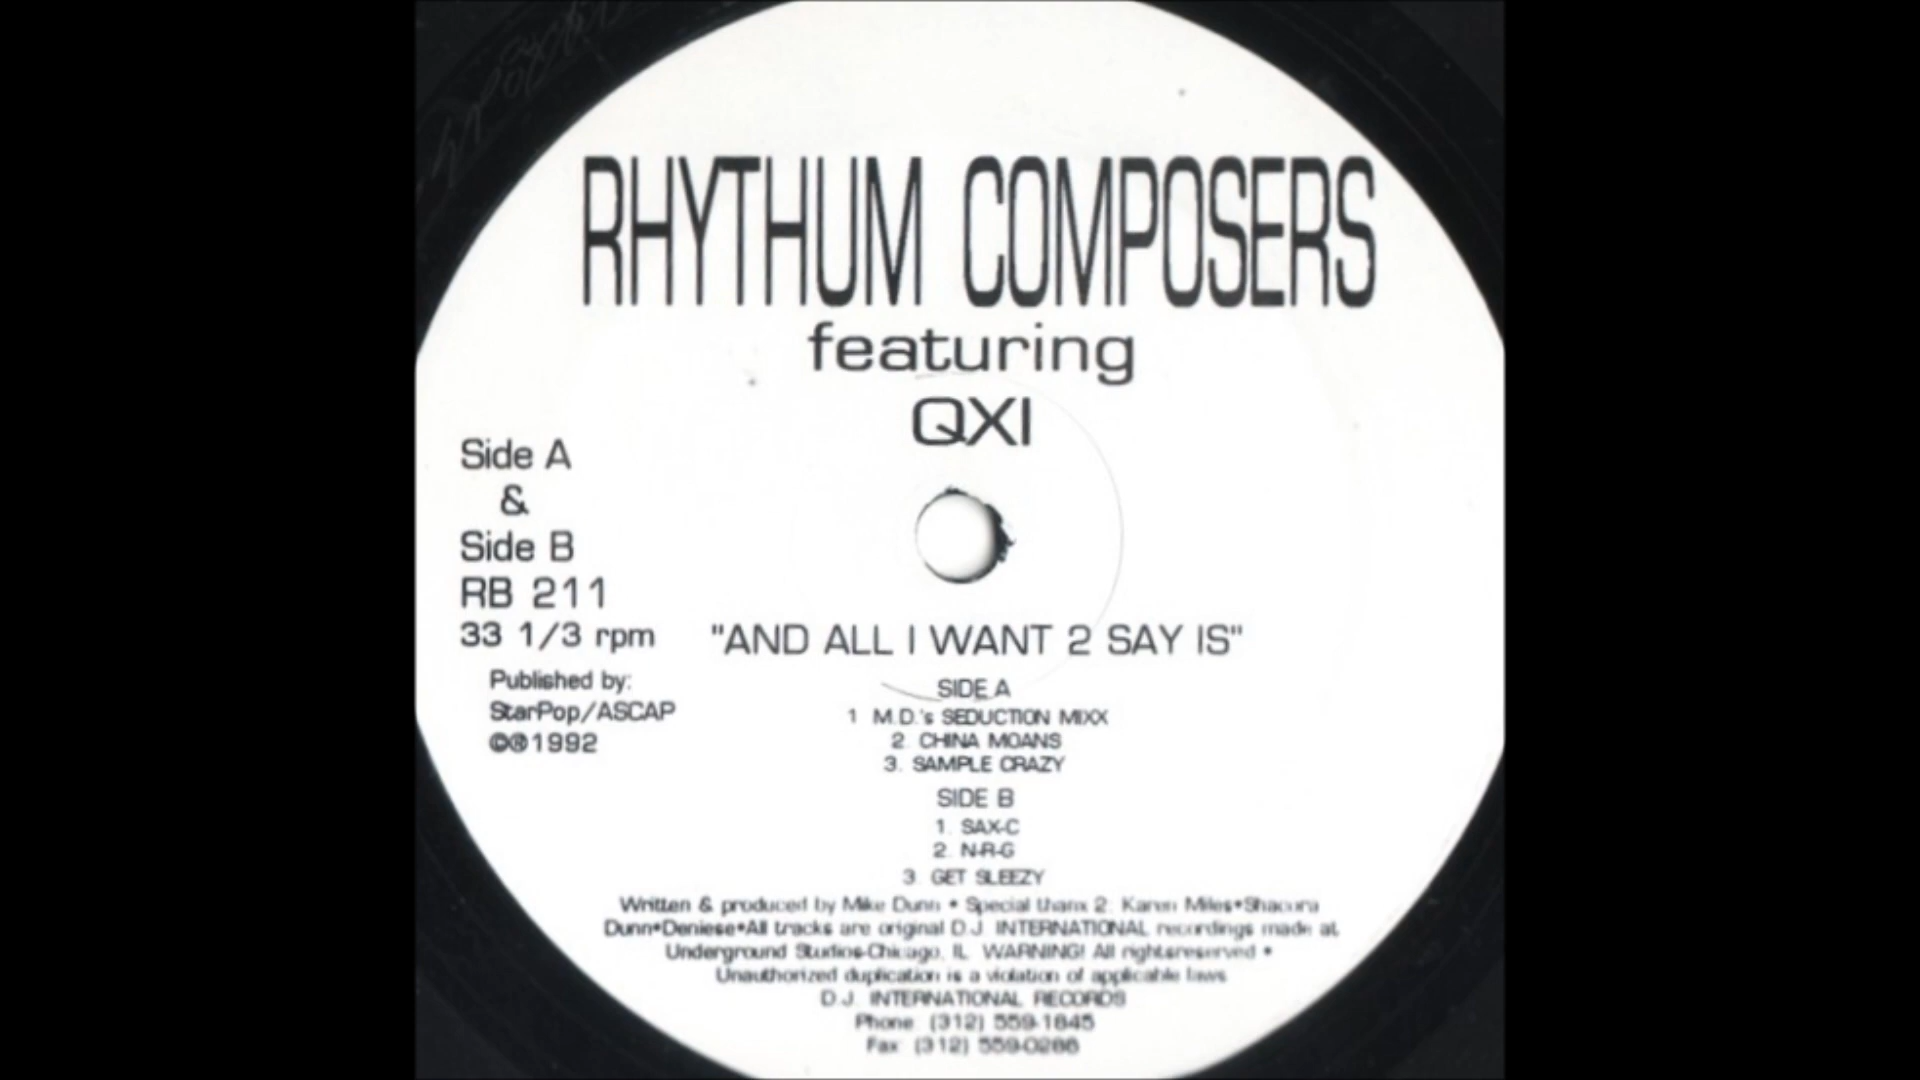 RHYTHUM COMPOSERS
featuring
QXI
Side A
&
Side B
RB 211
33 1/3 rpm
Published by:
StarPop/ASCAP
©®1992
"AND ALL I WANT 2 SAY IS"
SIDE A
1 M.D.'s SEDUCTION MIXX
2. CHINA MOANS
3. SAMPLE CRAZY
SIDE B
1. SAX-C
2. N-R-G
3. GET SLEEZY
Written & produced by Mike Dunn • Special thanx 2: Karen Miles•Shacora
Dunn•Deniese•All tracks are original D.J. INTERNATIONAL recordings made at
Underground Studios-Chicago, IL. WARNING! All rightsreserved •
Unauthorized duplication is a violation of applicable laws
D.J. INTERNATIONAL RECORDS
Phone: (312) 559-1845
Fax: (312) 559-0286